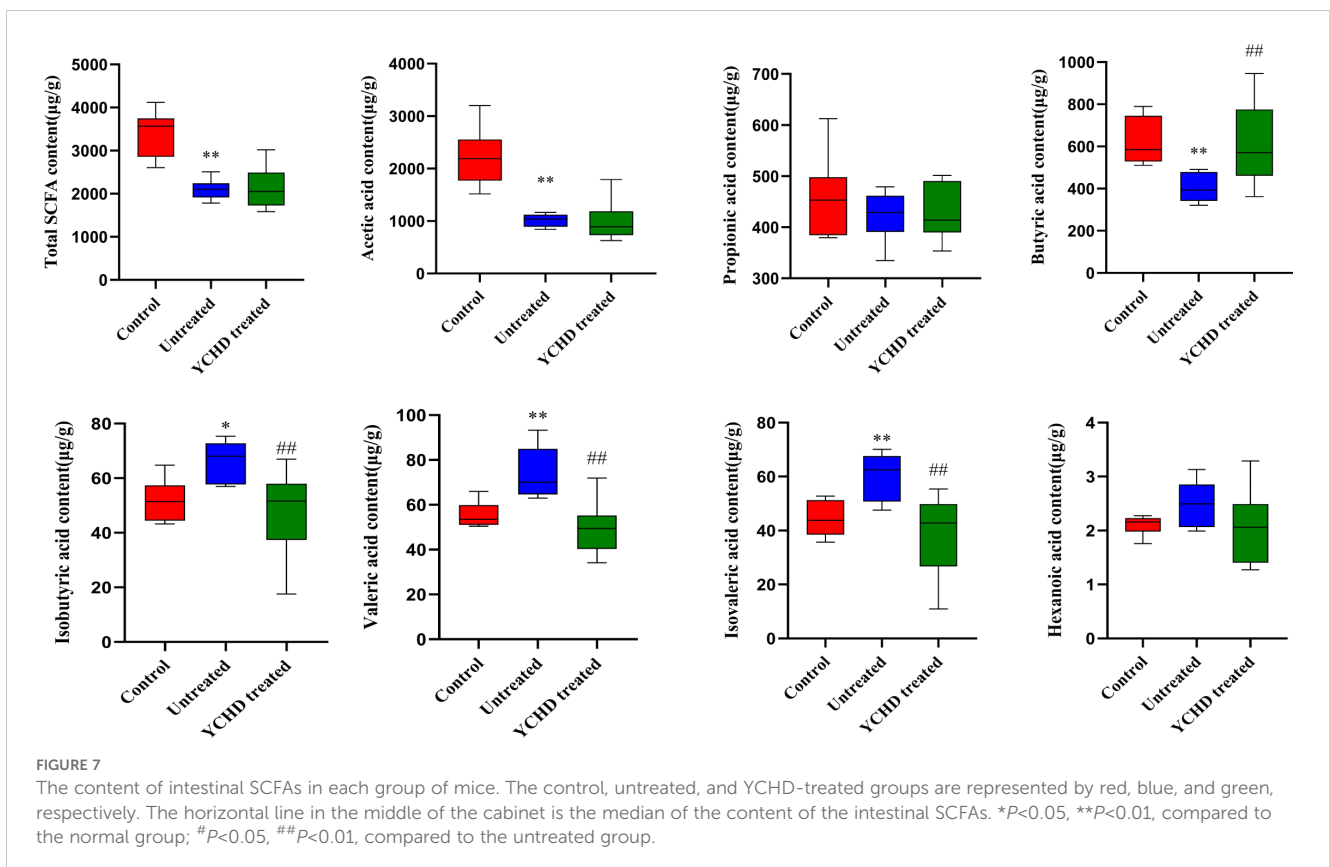 5000
4000
3000
2000
1000
0
Total SCFA content(μg/g)
**
Control
Untreated
YCHD treated
4000
3000
2000
1000
0
Acetic acid content(μg/g)
**
Control
Untreated
YCHD treated
700
600
500
400
300
Propionic acid content(μg/g)
Control
Untreated
YCHD treated
1000
800
600
400
200
0
Butyric acid content(μg/g)
**
##
Control
Untreated
YCHD treated
80
60
40
20
0
Isobutyric acid content(μg/g)
*
##
Control
Untreated
YCHD treated
100
80
60
40
20
0
Valeric acid content(μg/g)
**
##
Control
Untreated
YCHD treated
80
60
40
20
0
Isovaleric acid content(μg/g)
**
##
Control
Untreated
YCHD treated
4
3
2
1
0
Hexanoic acid content(μg/g)
Control
Untreated
YCHD treated
FIGURE 7
The content of intestinal SCFAs in each group of mice. The control, untreated, and YCHD-treated groups are represented by red, blue, and green,
respectively. The horizontal line in the middle of the cabinet is the median of the content of the intestinal SCFAs. *P<0.05, **P<0.01, compared to
the normal group; #P<0.05, ##P<0.01, compared to the untreated group.